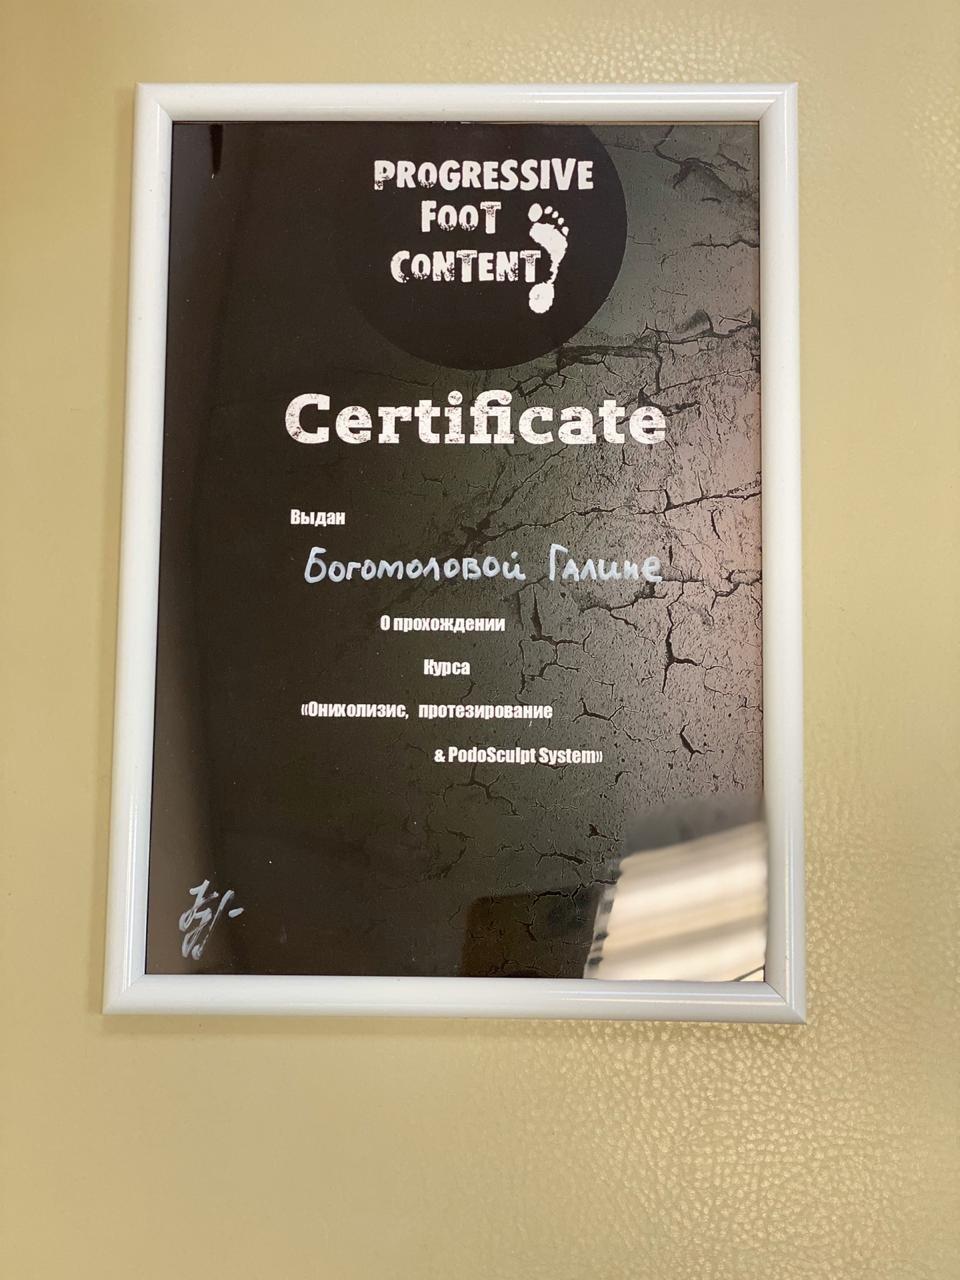 PROGRESSIVE
FOOT
CONTENT
Certificate
Выдан
Богомоловой Галине
О прохождении
Курса
«Онихолизис, протезирование
& PodoSculpt System»